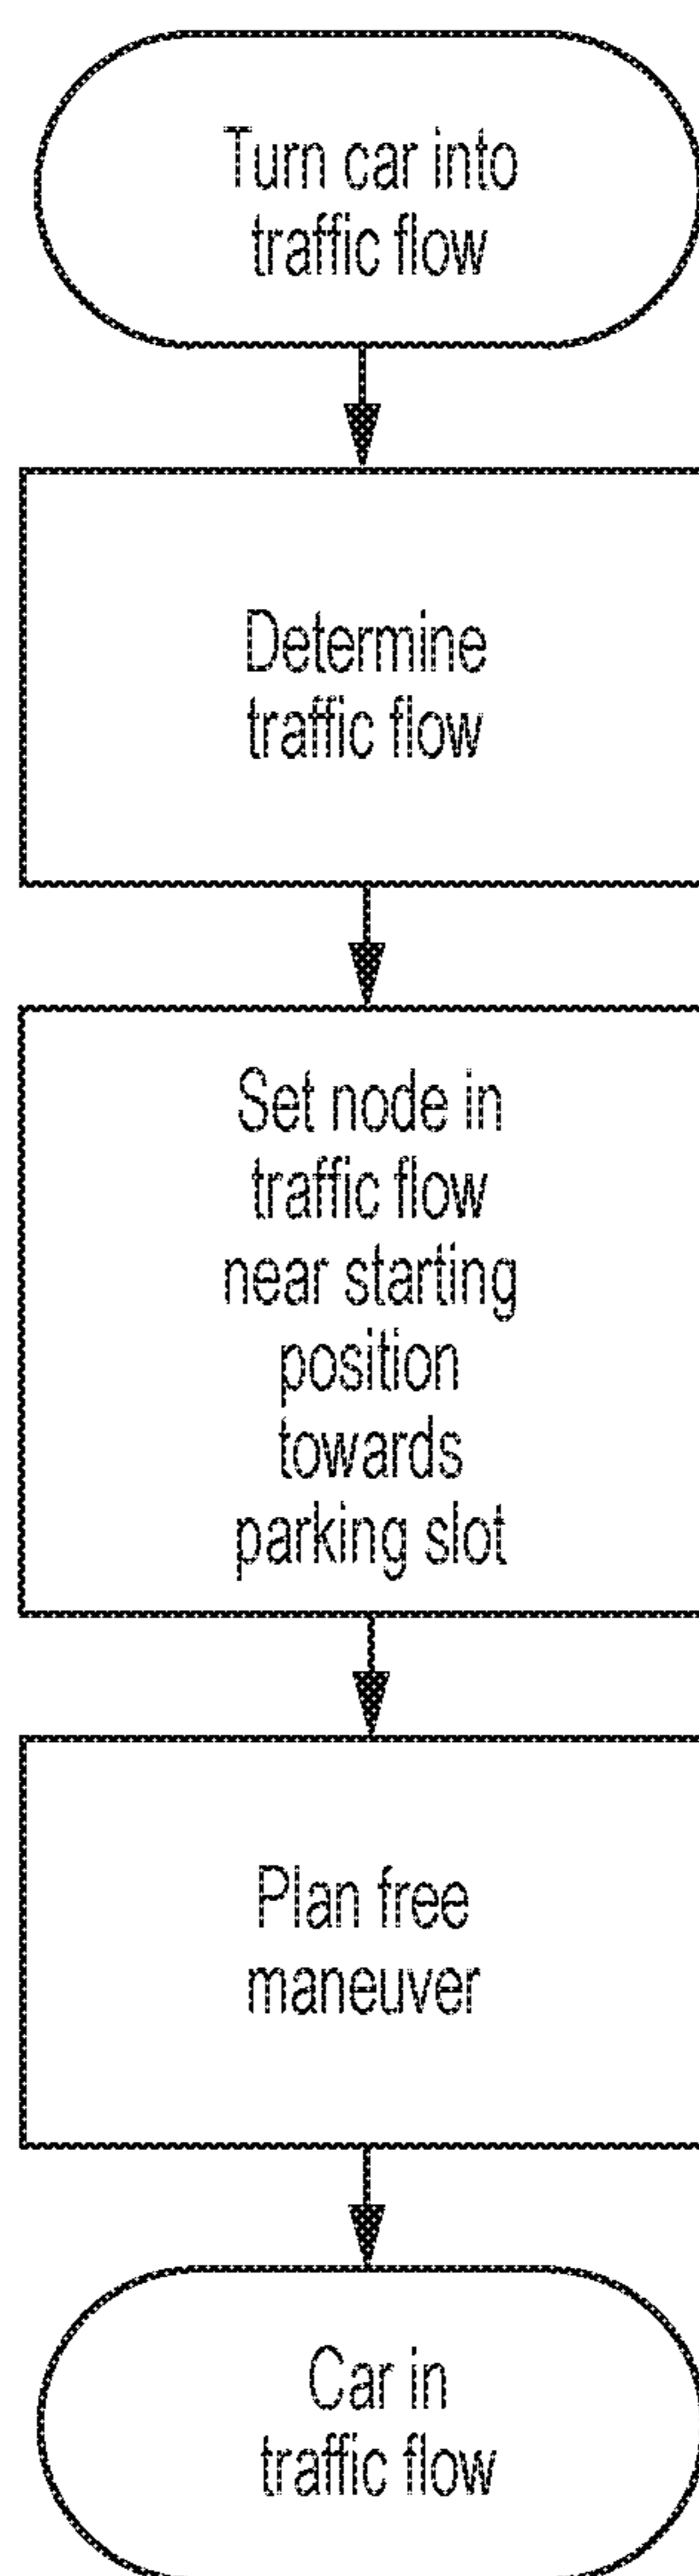 Turn car into
traffic flow
Determine
traffic flow
Set node in
traffic flow
near starting
position
towards
parking slot
Plan free
maneuver
Car in
traffic flow